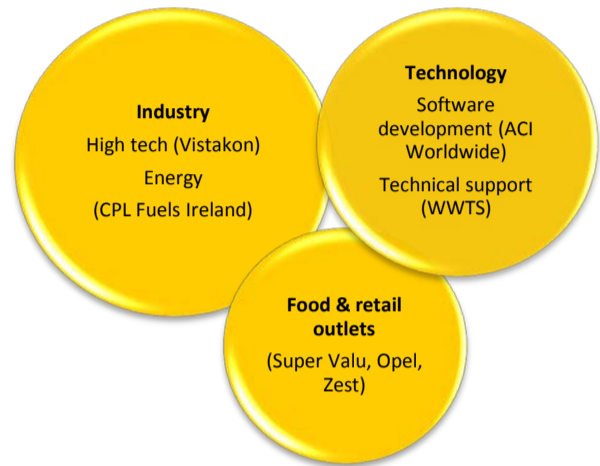 Industry
High tech (Vistakon)
Energy
(CPL Fuels Ireland)
Technology
Software
development (ACI
Worldwide)
Technical support
(WWTS)
Food & retail
outlets
(Super Valu, Opel,
Zest)